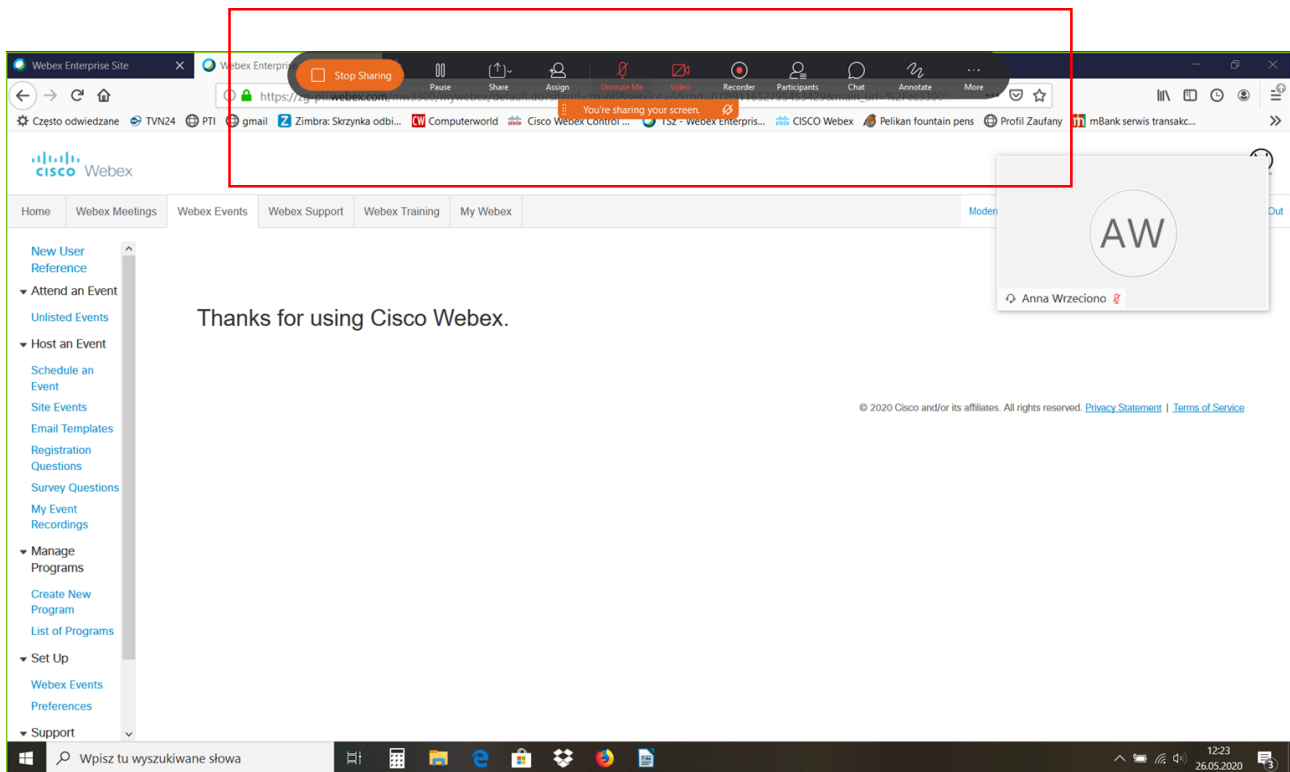 Webex Enterprise Site
Webex Enterpri
Stop Sharing
Pause
Share
Assign
Unmute Me
Video
Recorder
Participants
Chat
Annotate
More
You're sharing your screen.
Często odwiedzane TVN24 PTI gmail Zimbra: Skrzynka odbi... Computerworld Cisco Webex Control ... TSz - Webex Enterpris... CISCO Webex Pelikan fountain pens Profil Zaufany mBank serwis transakc...
CISCO Webex
Home Webex Meetings Webex Events Webex Support Webex Training My Webex
Out
New User
Reference
Attend an Event
Unlisted Events
Host an Event
Schedule an
Event
Site Events
Email Templates
Registration
Questions
Survey Questions
My Event
Recordings
Manage
Programs
Create New
Program
List of Programs
Set Up
Webex Events
Preferences
Support
Thanks for using Cisco Webex.
AW
Anna Wrzeciono
© 2020 Cisco and/or its affiliates. All rights reserved. Privacy Statement | Terms of Service
Wpisz tu wyszukiwane słowa
12:23
26.05.2020
3